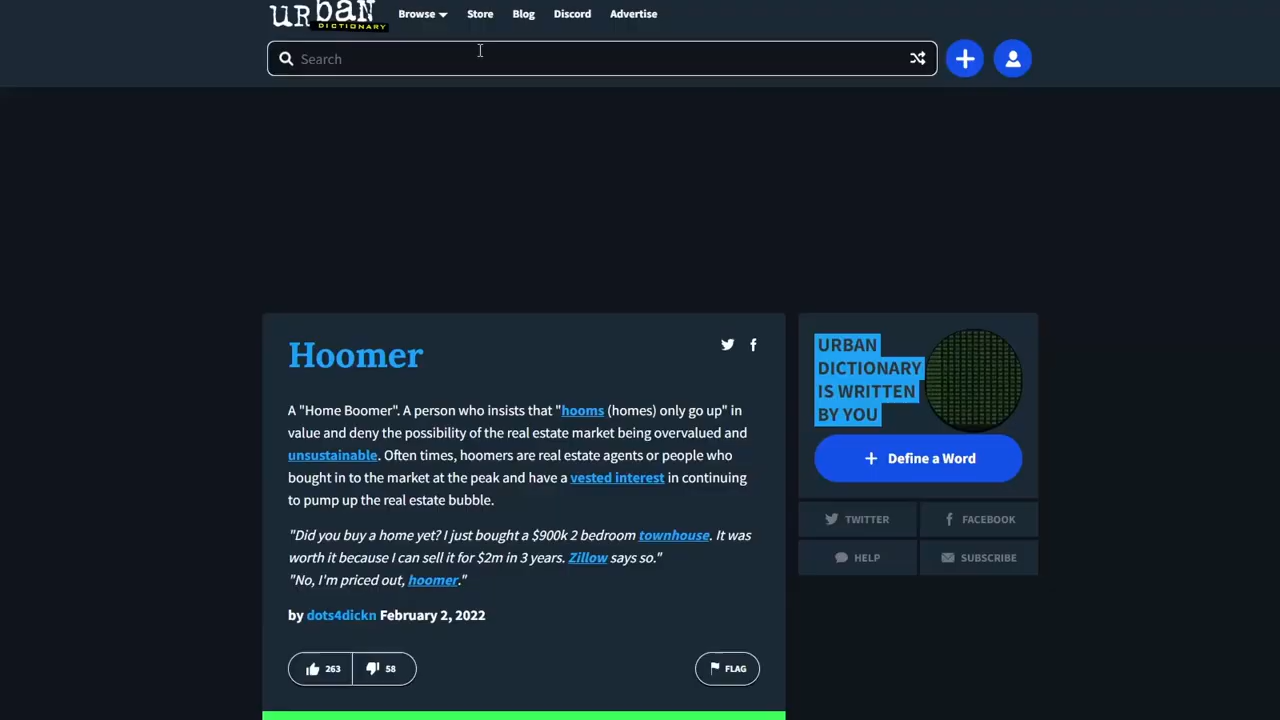 URBAN
DICTIONARY
Browse Store Blog Discord Advertise
Search
Hoomer
A "Home Boomer". A person who insists that "hooms (homes) only go up" in
value and deny the possibility of the real estate market being overvalued and
unsustainable. Often times, hoomers are real estate agents or people who
bought in to the market at the peak and have a vested interest in continuing
to pump up the real estate bubble.
"Did you buy a home yet? I just bought a $900k 2 bedroom townhouse. It was
worth it because I can sell it for $2m in 3 years. Zillow says so."
"No, I'm priced out, hoomer."
by dots4dickn February 2, 2022
263 58 FLAG
URBAN
DICTIONARY
IS WRITTEN
BY YOU
+ Define a Word
TWITTER FACEBOOK
HELP SUBSCRIBE